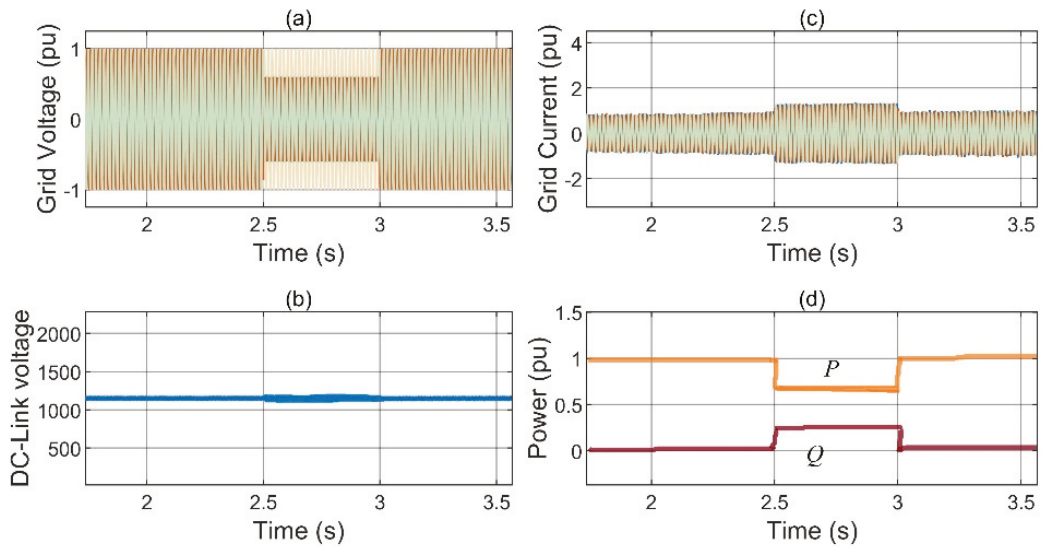 (a)
Grid Voltage (pu)
1
0
-1
2
2.5
3
3.5
Time (s)
(c)
Grid Current (pu)
4
2
0
-2
2
2.5
3
3.5
Time (s)
(b)
DC-Link voltage
2000
1500
1000
500
2
2.5
3
3.5
Time (s)
(d)
Power (pu)
1.5
1
0.5
0
P
Q
2
2.5
3
3.5
Time (s)